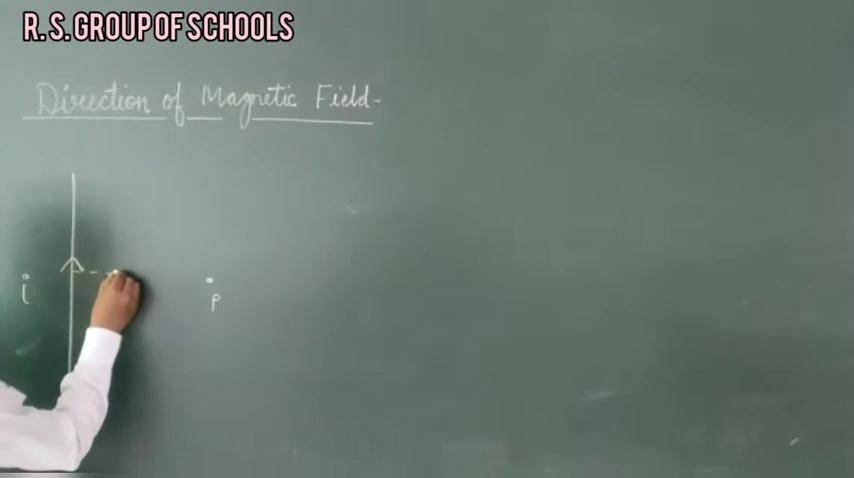 R. S. GROUP OF SCHOOLS
Direction of Magnetic Field-
i
P